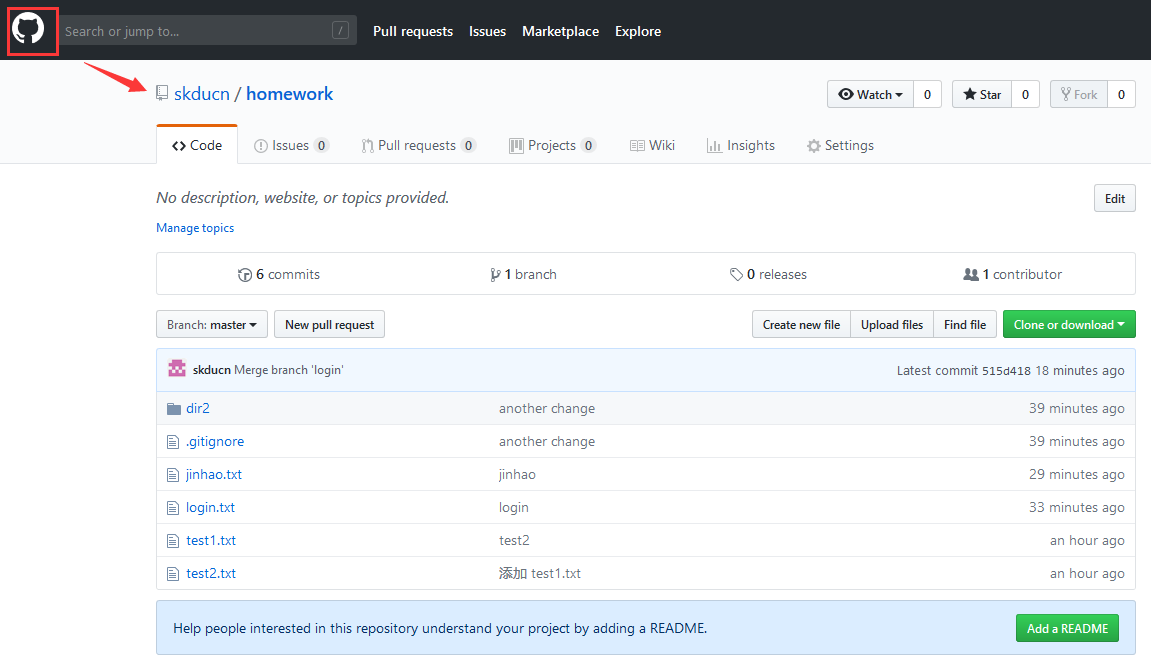 Search or jump to... / Pull requests Issues Marketplace Explore
skducn / homework Watch 0 Star 0 Fork 0
Code Issues 0 Pull requests 0 Projects 0 Wiki Insights Settings
No description, website, or topics provided. Edit
Manage topics
6 commits 1 branch 0 releases 1 contributor
Branch: master New pull request Create new file Upload files Find file Clone or download
skducn Merge branch 'login' Latest commit 515d418 18 minutes ago
dir2 another change 39 minutes ago
.gitignore another change 39 minutes ago
jinhao.txt jinhao 29 minutes ago
login.txt login 33 minutes ago
test1.txt test2 an hour ago
test2.txt 添加 test1.txt an hour ago
Help people interested in this repository understand your project by adding a README. Add a README